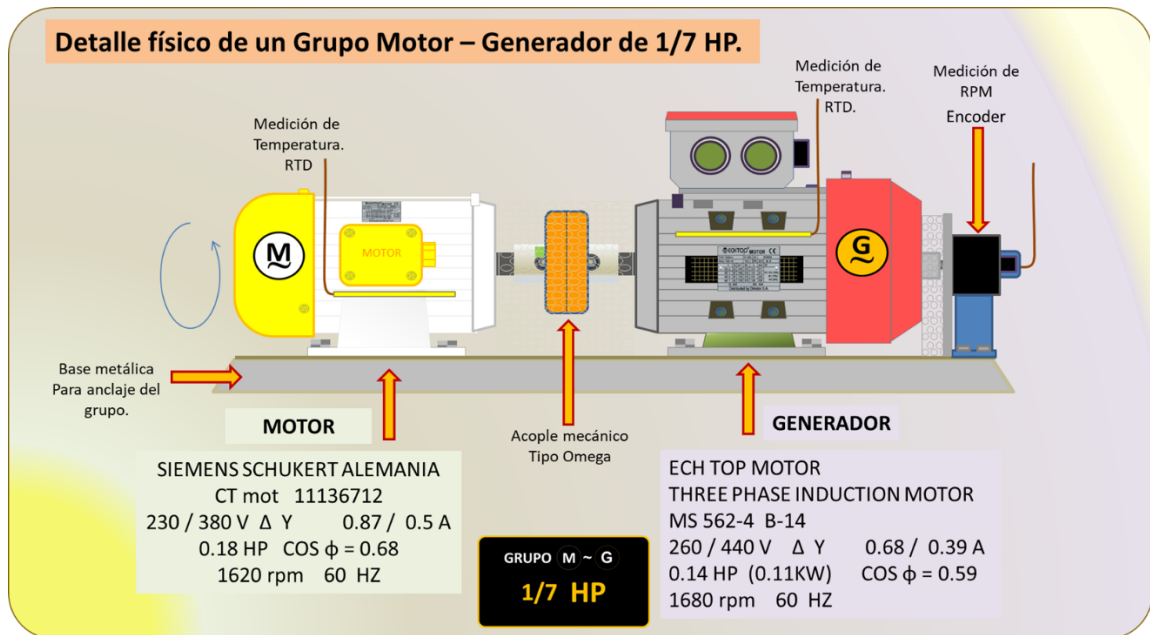 Detalle físico de un Grupo Motor – Generador de 1/7 HP.
Medición de
Temperatura.
RTD
Medición de
Temperatura.
RTD.
Medición de
RPM
Encoder
M
~
MOTOR
G
~
MOTOR CE
Base metálica
Para anclaje del
grupo.
Acople mecánico
Tipo Omega
MOTOR
SIEMENS SCHUKERT ALEMANIA
CT mot 11136712
230 / 380 V Δ Y 0.87 / 0.5 A
0.18 HP COS ϕ = 0.68
1620 rpm 60 HZ
GENERADOR
ECH TOP MOTOR
THREE PHASE INDUCTION MOTOR
MS 562-4 B-14
260 / 440 V Δ Y 0.68 / 0.39 A
0.14 HP (0.11KW) COS ϕ = 0.59
1680 rpm 60 HZ
GRUPO M ~ G
1/7 HP